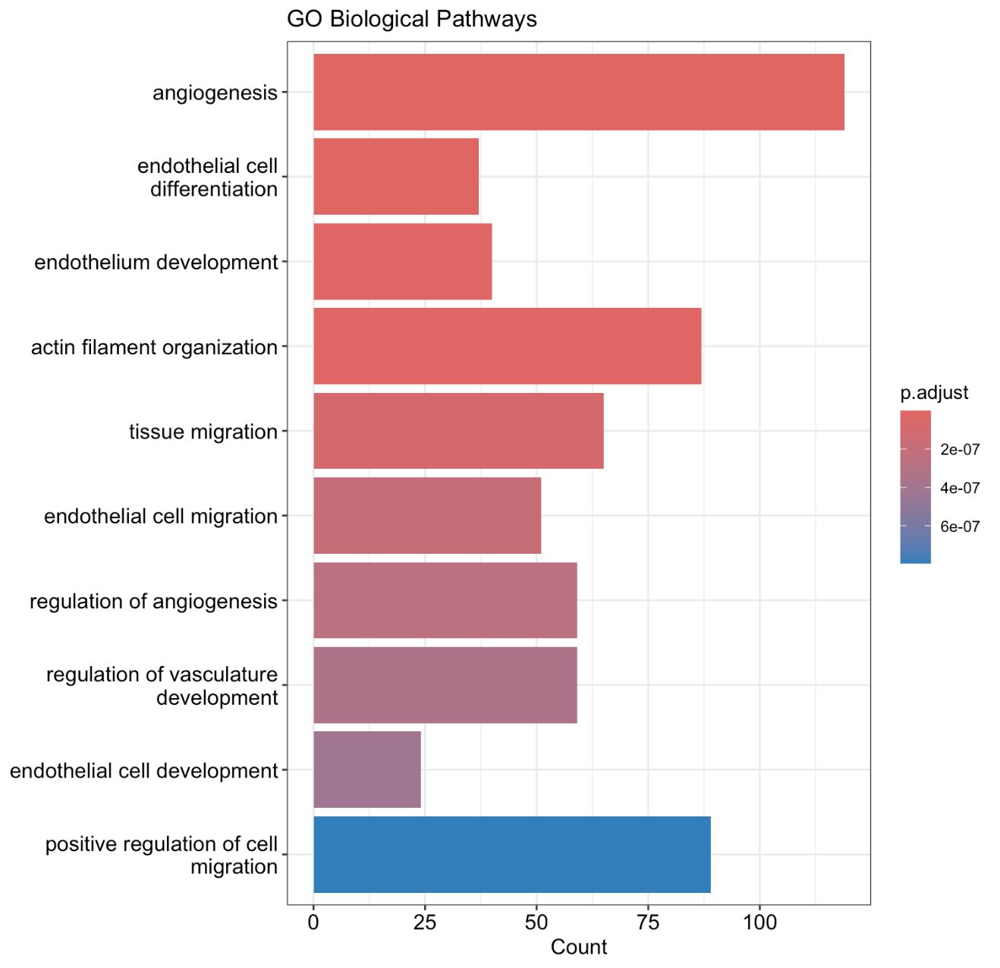 GO Biological Pathways
angiogenesis
endothelial cell
differentiation
endothelium development
actin filament organization
tissue migration
endothelial cell migration
regulation of angiogenesis
regulation of vasculature
development
endothelial cell development
positive regulation of cell
migration
0 25 50 75 100
Count
p.adjust
2e-07
4e-07
6e-07